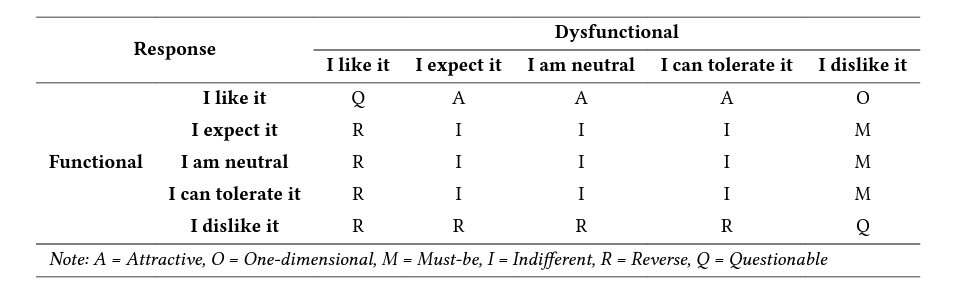 Response Dysfunctional
I like it I expect it I am neutral I can tolerate it I dislike it
Functional I like it Q A A A O
I expect it R I I I M
I am neutral R I I I M
I can tolerate it R I I I M
I dislike it R R R R Q
Note: A = Attractive, O = One-dimensional, M = Must-be, I = Indifferent, R = Reverse, Q = Questionable